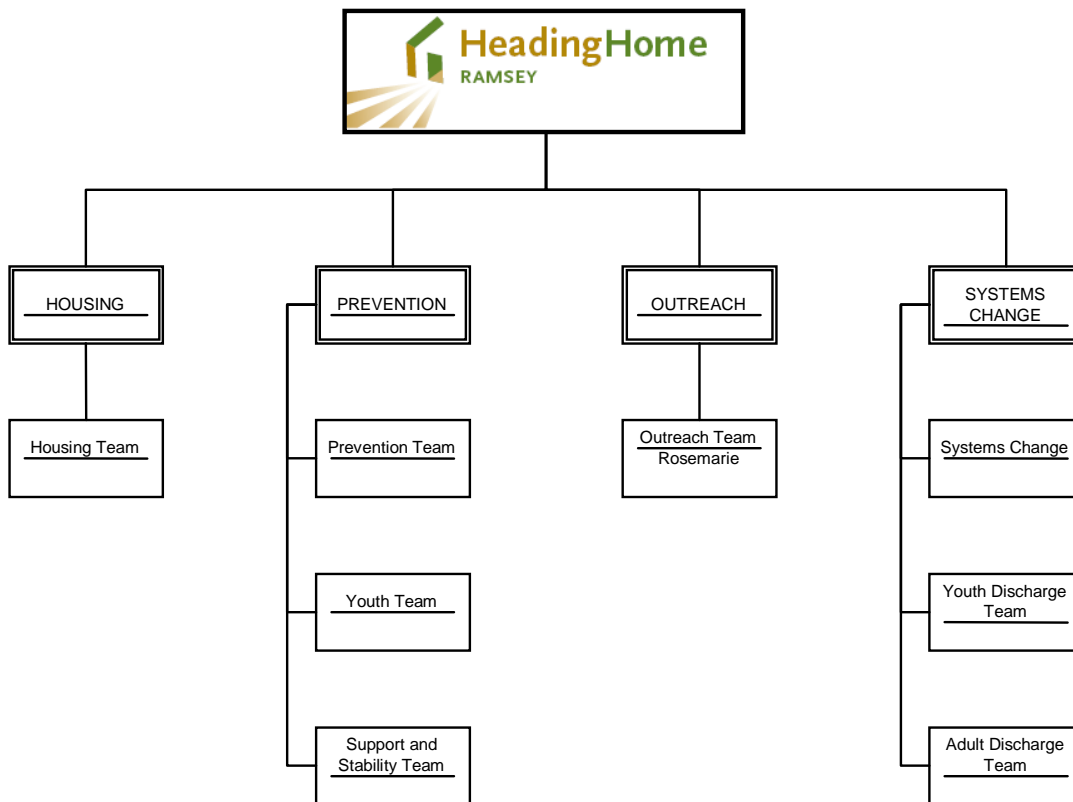 HeadingHome
RAMSEY
HOUSING
PREVENTION
OUTREACH
SYSTEMS
CHANGE
Housing Team
Prevention Team
Outreach Team
Rosemarie
Systems Change
Youth Team
Youth Discharge
Team
Support and
Stability Team
Adult Discharge
Team